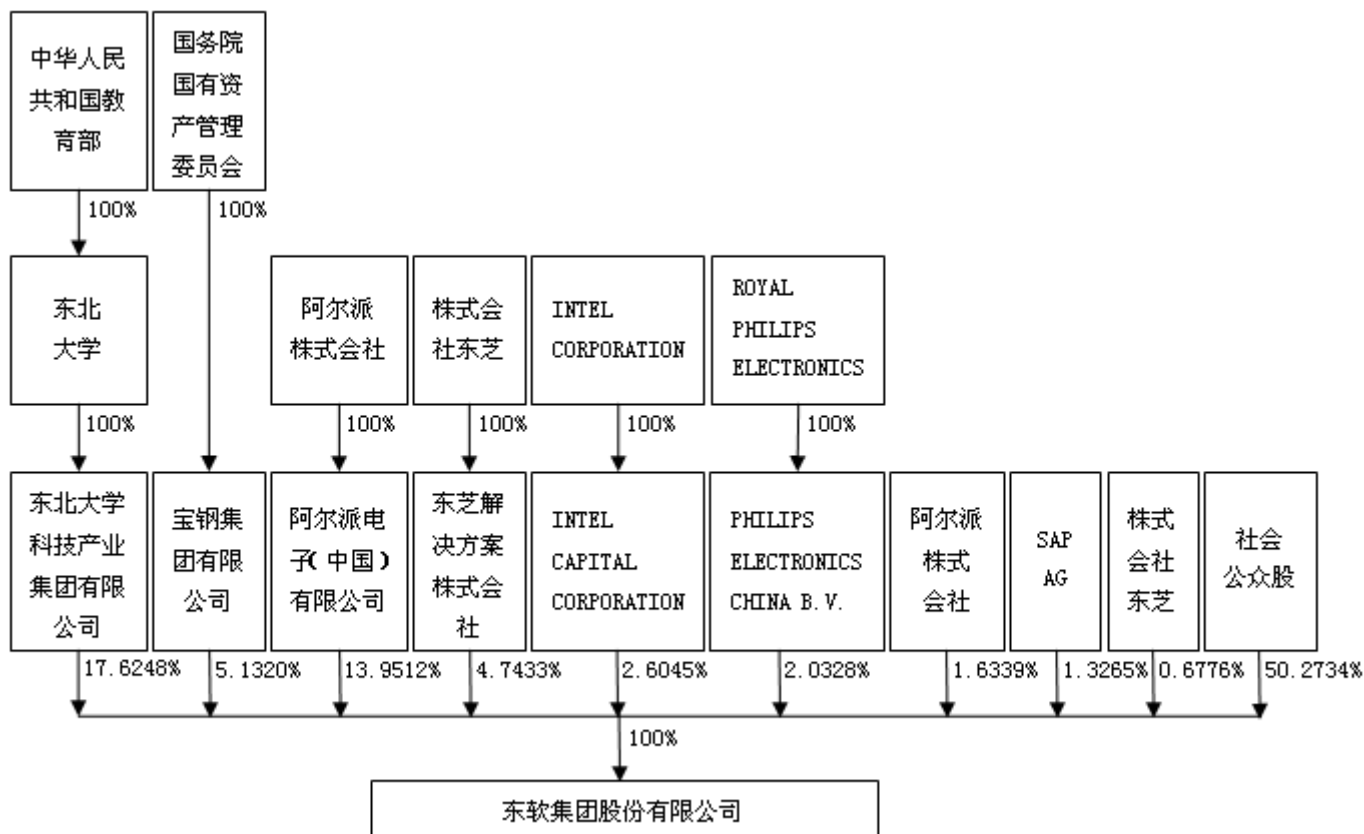 中华人民
共和国教
育部
国务院
国有资
产管理
委员会
100%
100%
东北
大学
阿尔派
株式会社
株式会
社东芝
INTEL
CORPORATION
ROYAL
PHILIPS
ELECTRONICS
100%
100%
100%
100%
100%
东北大学
科技产业
集团有限
公司
宝钢集
团有限
公司
阿尔派电
子(中国)
有限公司
东芝解
决方案
株式会
社
INTEL
CAPITAL
CORPORATION
PHILIPS
ELECTRONICS
CHINA B.V.
阿尔派
株式
会社
SAP
AG
株式
会社
东芝
社会
公众股
17.6248%
5.1320%
13.9512%
4.7433%
2.6045%
2.0328%
1.6339%
1.3265%
0.6776%
50.2734%
100%
东软集团股份有限公司